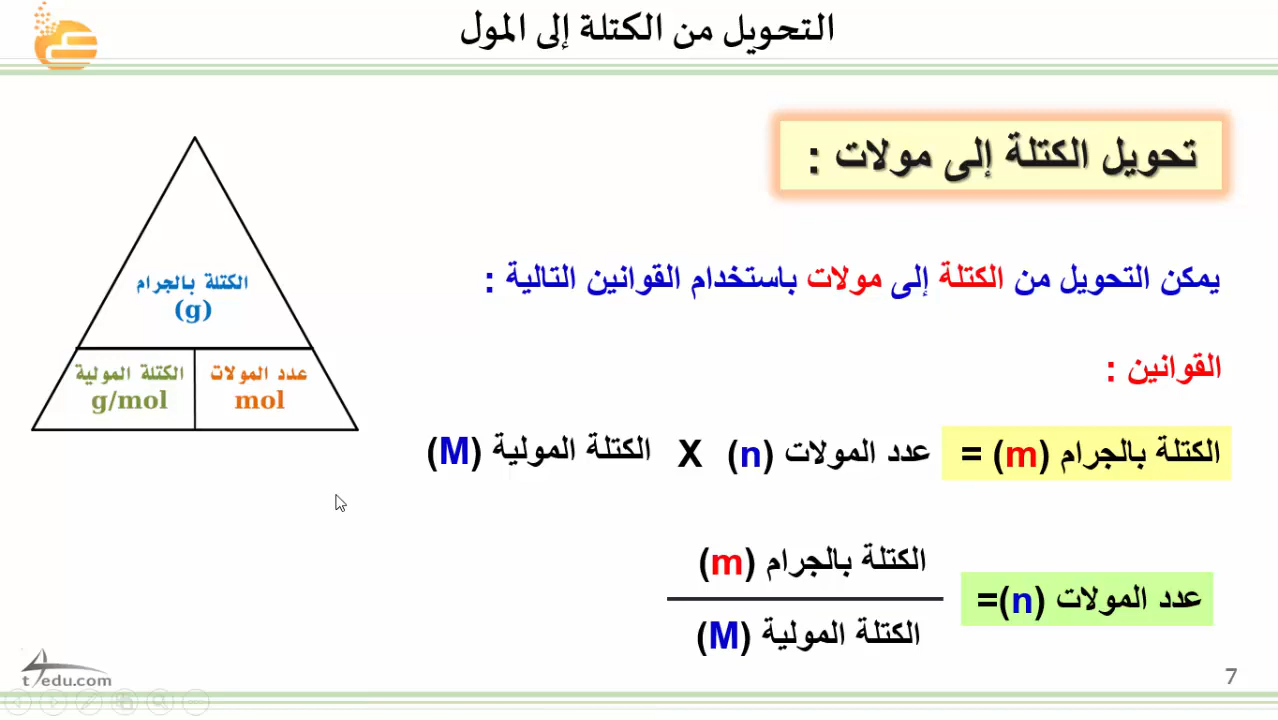 التحويل من الكتلة إلى المول
تحويل الكتلة إلى مولات :
يمكن التحويل من الكتلة إلى مولات باستخدام القوانين التالية :
القوانين :
الكتلة بالجرام (m) = عدد المولات (n) X الكتلة المولية (M)
عدد المولات (n)=
الكتلة بالجرام (m)
الكتلة المولية (M)
الكتلة بالجرام
(g)
عدد المولات
mol
الكتلة المولية
g/mol
7